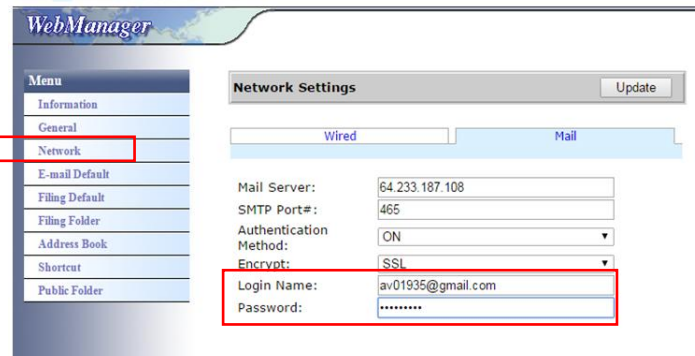 WebManager
Menu
Information
General
Network
E-mail Default
Filing Default
Filing Folder
Address Book
Shortcut
Public Folder
Network Settings
Update
Wired Mail
Mail Server: 64.233.187.108
SMTP Port#: 465
Authentication
Method: ON
Encrypt: SSL
Login Name: av01935@gmail.com
Password: •••••••••